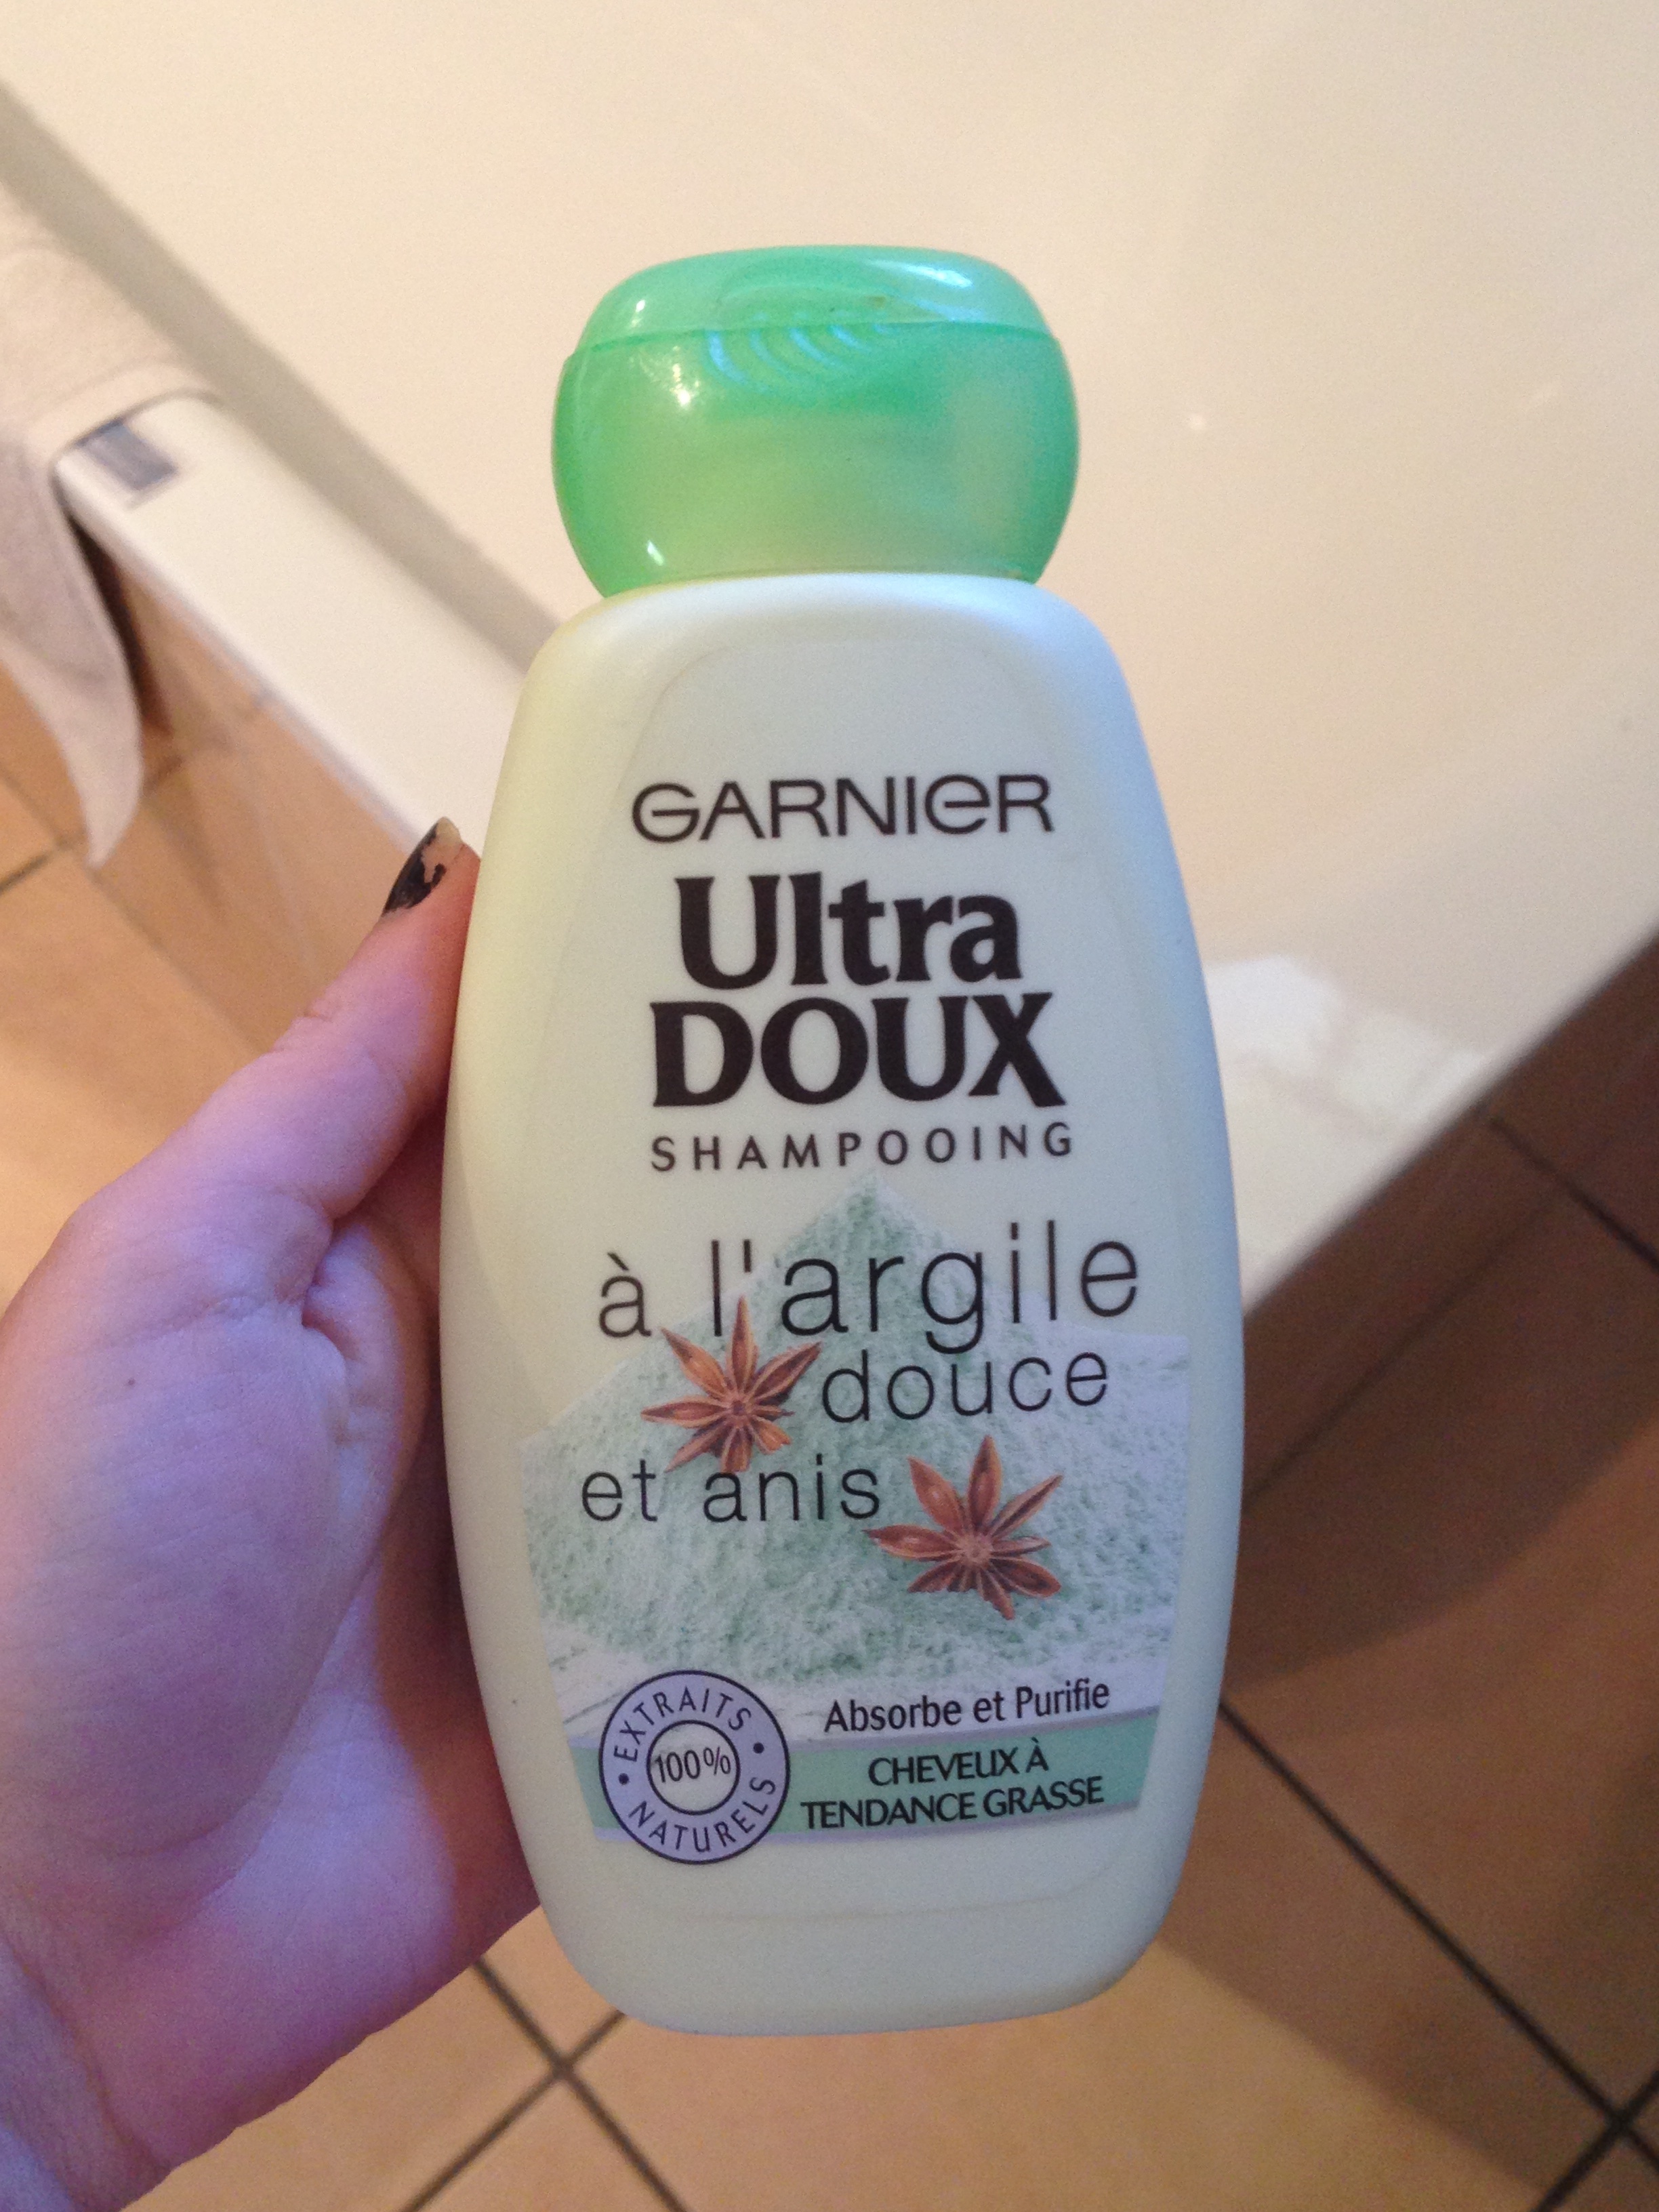 GARNIER
Ultra
DOUX
SHAMPOOING
à l'argile
douce
et anis
Absorbe et Purifie
CHEVEUX À
TENDANCE GRASSE
EXTRAITS
100%
NATURELS